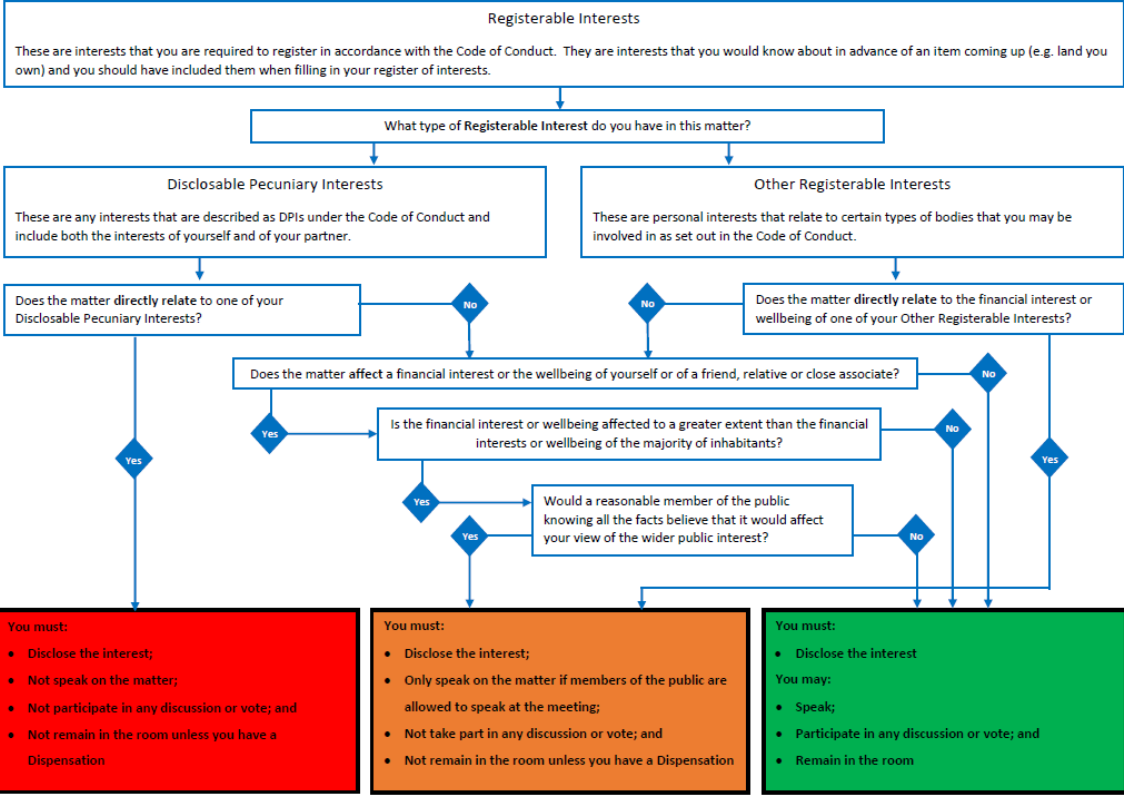 Registerable Interests
These are interests that you are required to register in accordance with the Code of Conduct. They are interests that you would know about in advance of an item coming up (e.g. land you
own) and you should have included them when filling in your register of interests.
What type of Registerable Interest do you have in this matter?
Disclosable Pecuniary Interests
These are any interests that are described as DPIs under the Code of Conduct and
include both the interests of yourself and of your partner.
Other Registerable Interests
These are personal interests that relate to certain types of bodies that you may be
involved in as set out in the Code of Conduct.
Does the matter directly relate to one of your
Disclosable Pecuniary Interests?
No
No
Does the matter directly relate to the financial interest or
wellbeing of one of your Other Registerable Interests?
Does the matter affect a financial interest or the wellbeing of yourself or of a friend, relative or close associate?
No
Yes
Is the financial interest or wellbeing affected to a greater extent than the financial
interests or wellbeing of the majority of inhabitants?
No
Yes
Yes
Yes
Would a reasonable member of the public
knowing all the facts believe that it would affect
your view of the wider public interest?
Yes
No
You must:
• Disclose the interest;
• Not speak on the matter;
• Not participate in any discussion or vote; and
• Not remain in the room unless you have a
Dispensation
You must:
• Disclose the interest;
• Only speak on the matter if members of the public are
allowed to speak at the meeting;
• Not take part in any discussion or vote; and
• Not remain in the room unless you have a Dispensation
You must:
• Disclose the interest
You may:
• Speak;
• Participate in any discussion or vote; and
• Remain in the room